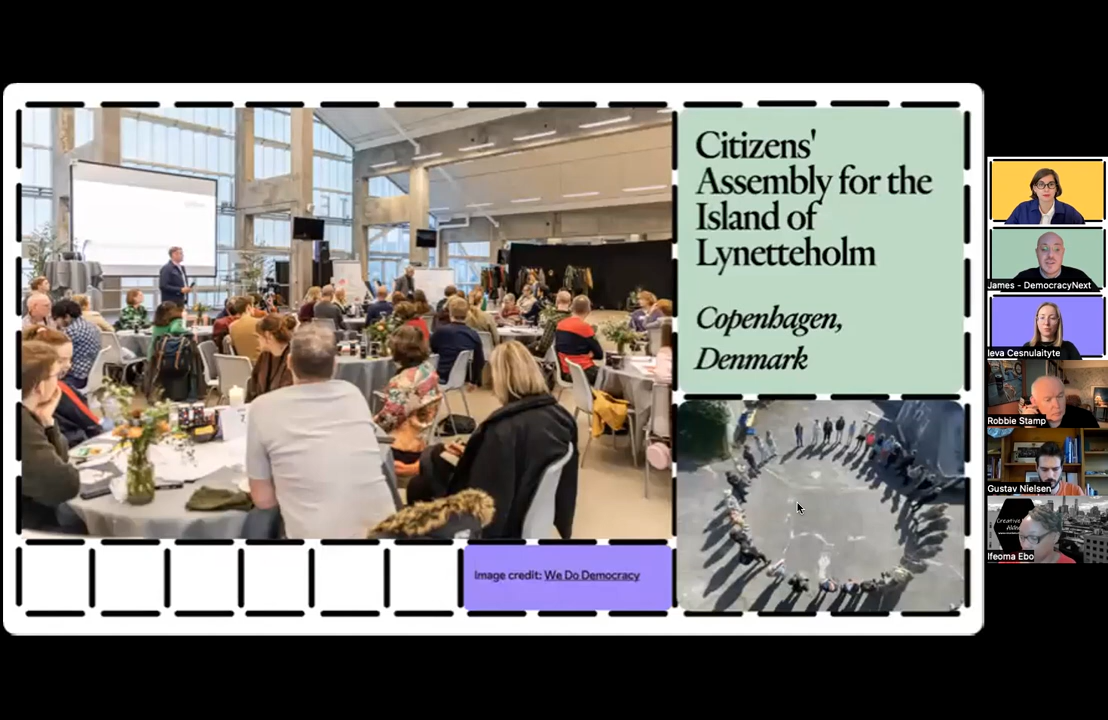 Citizens'
Assembly for the
Island of
Lynetteholm
Copenhagen,
Denmark
Image credit: We Do Democracy
James - DemocracyNext
Ieva Cesnulaityte
Robbie Stamp
Gustav Nielsen
Ifeoma Ebo